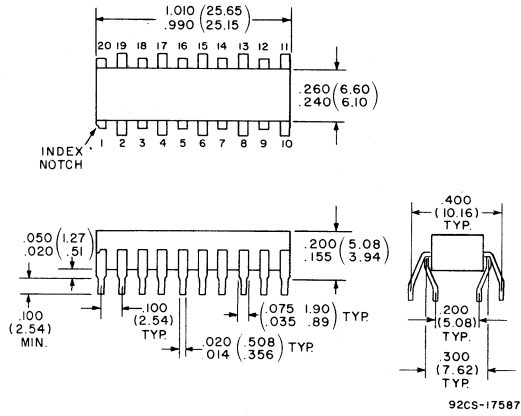 1.010 (25.65)
.990 (25.15)
20 19 18 17 16 15 14 13 12 11
.260 (6.60)
.240 (6.10)
INDEX
NOTCH
1 2 3 4 5 6 7 8 9 10
.050 (1.27)
.020 (.51)
.200 (5.08)
.155 (3.94)
.400
(10.16)
TYP.
.100
(2.54)
MIN.
.100
(2.54)
TYP.
.075 (1.90) TYP.
.035 (.89)
.020 (.508) TYP.
.014 (.356)
.200
(5.08)
TYP.
.300
(7.62)
TYP.
92CS-17587